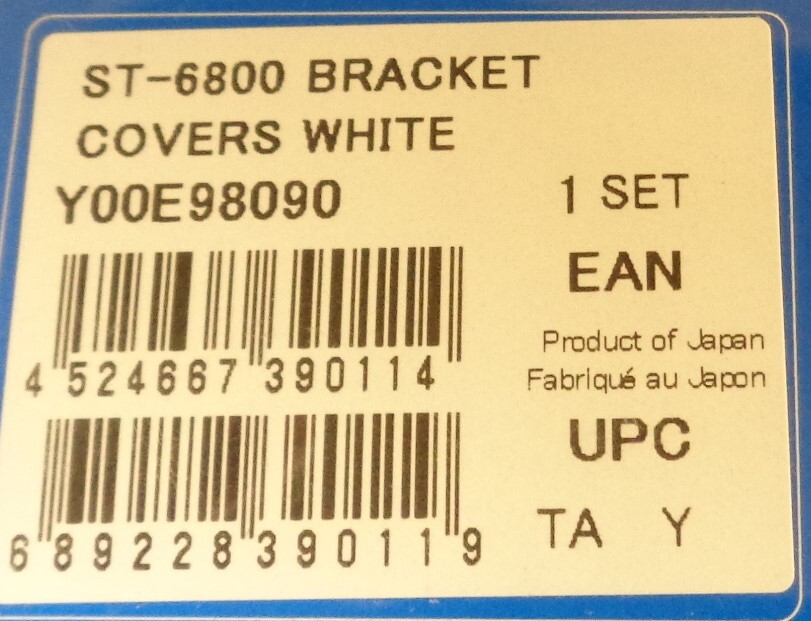 ST-6800 BRACKET
COVERS WHITE
Y00E98090
1 SET
EAN
4 524667 390114
Product of Japan
Fabriqué au Japon
UPC
6 89228 39011 9
TA Y